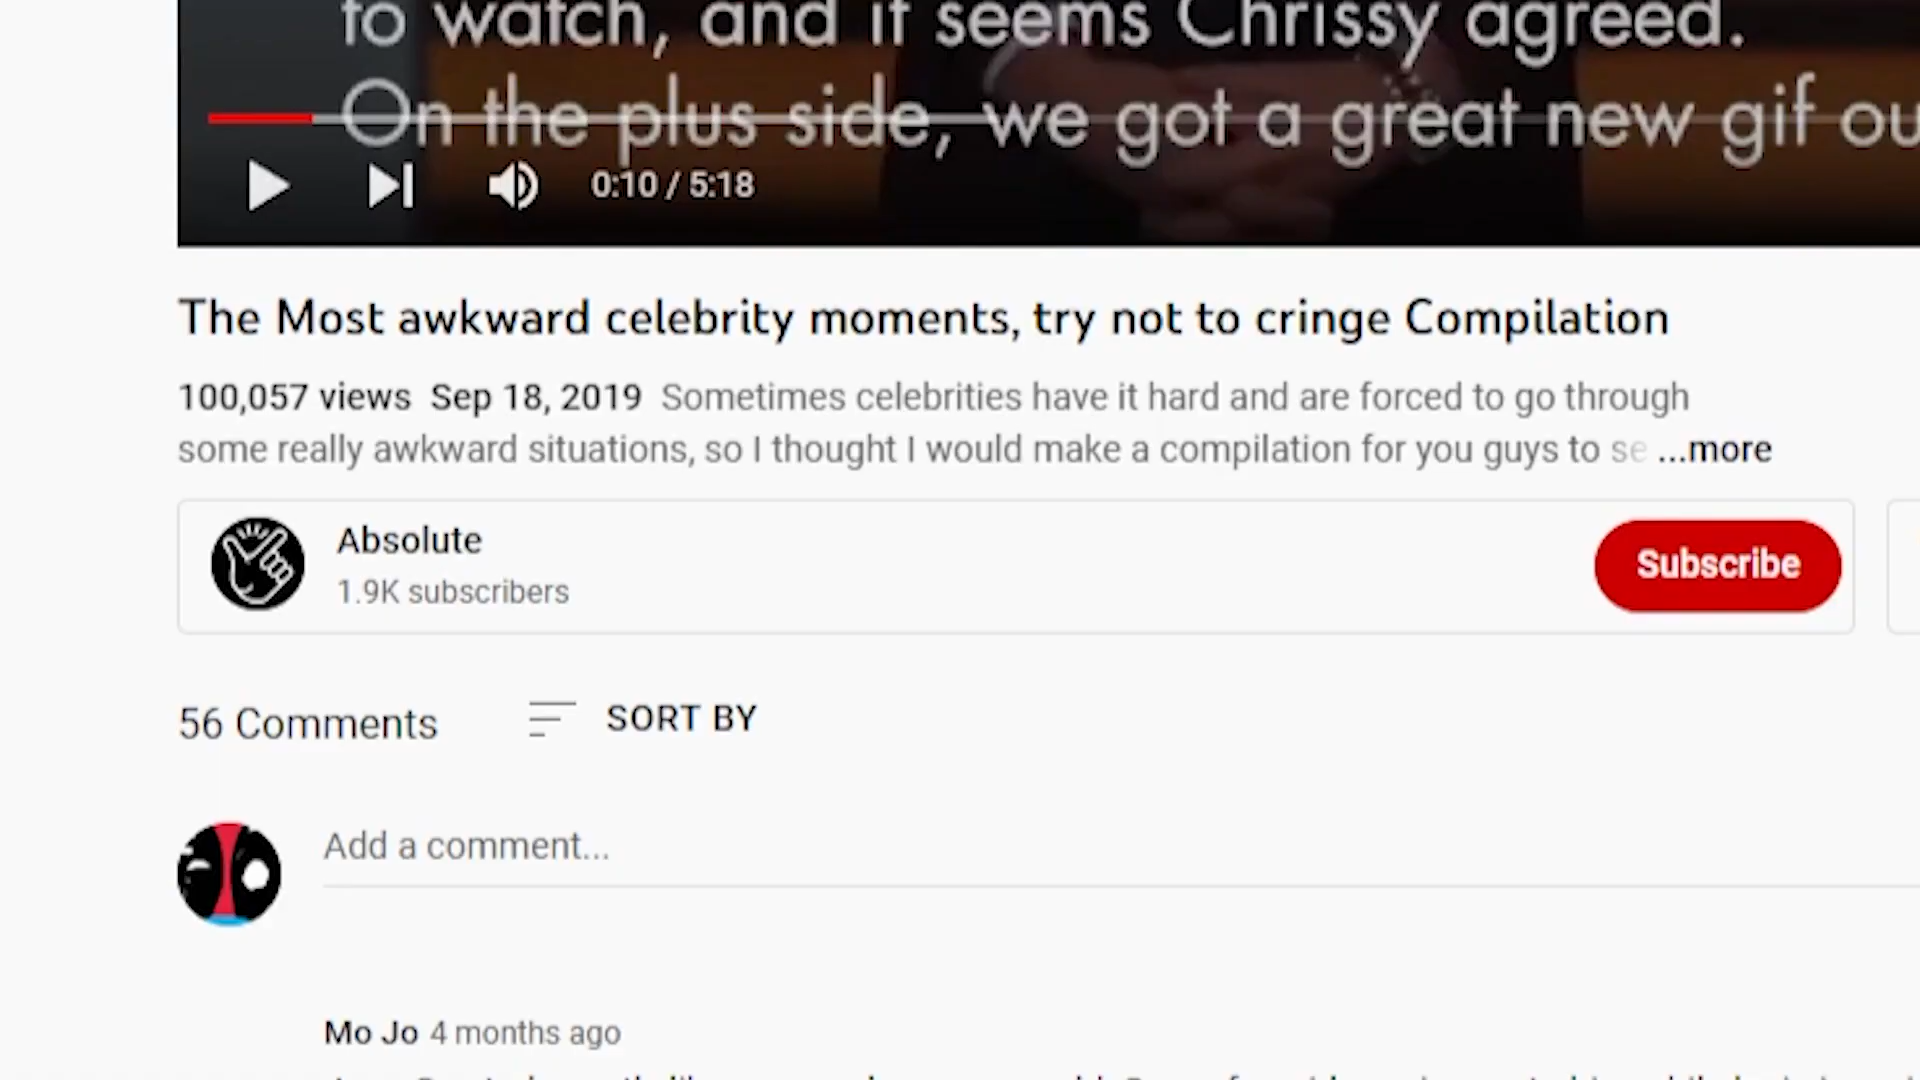 to watch, and it seems Chrissy agreed.
On the plus side, we got a great new gif
0:10 / 5:18
The Most awkward celebrity moments, try not to cringe Compilation
100,057 views Sep 18, 2019 Sometimes celebrities have it hard and are forced to go through
some really awkward situations, so I thought I would make a compilation for you guys to se ...more
Absolute
1.9K subscribers
Subscribe
56 Comments
SORT BY
Add a comment...
Mo Jo 4 months ago